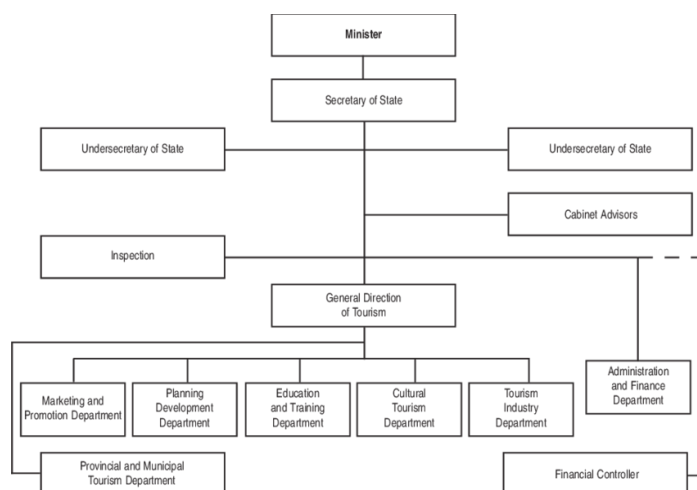 Minister
Secretary of State
Undersecretary of State
Undersecretary of State
Cabinet Advisors
Inspection
General Direction
of Tourism
Marketing and
Promotion Department
Planning
Development
Department
Education
and Training
Department
Cultural
Tourism
Department
Tourism
Industry
Department
Administration
and Finance
Department
Provincial and Municipal
Tourism Department
Financial Controller